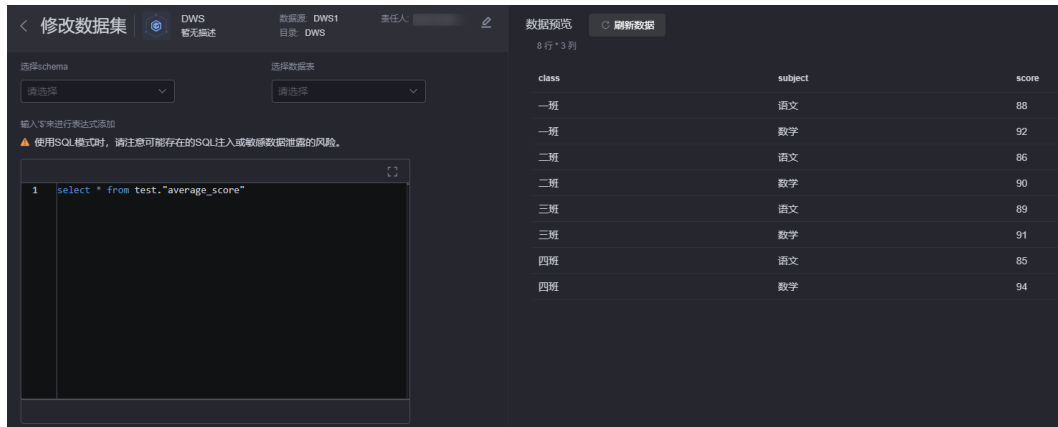 修改数据集
DWS
暂无描述
数据源: DWS1
目录: DWS
责任人:
选择schema
选择数据表
请选择
请选择
输入'$'来进行表达式添加
使用SQL模式时，请注意可能存在的SQL注入或敏感数据泄露的风险。
1 select * from test."average_score"
数据预览
刷新数据
8 行 * 3 列
class subject score
一班 语文 88
一班 数学 92
二班 语文 86
二班 数学 90
三班 语文 89
三班 数学 91
四班 语文 85
四班 数学 94